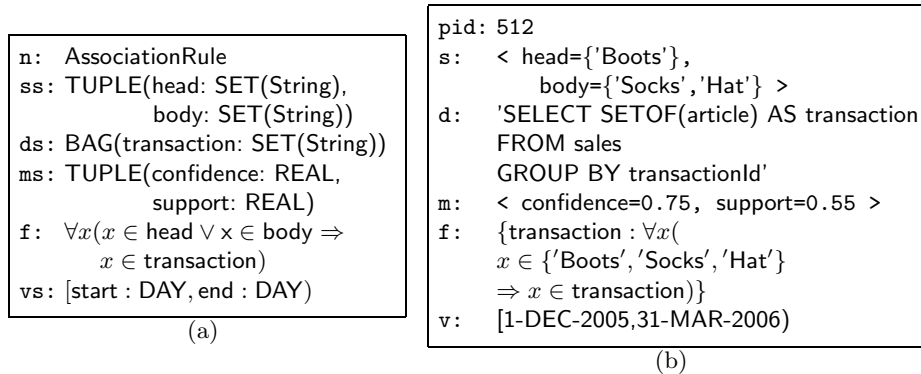 n: AssociationRule
ss: TUPLE(head: SET(String),
body: SET(String))
ds: BAG(transaction: SET(String))
ms: TUPLE(confidence: REAL,
support: REAL)
f: ∀x(x ∈ head ∨ x ∈ body ⇒
x ∈ transaction)
vs: [start : DAY, end : DAY)
(a)
pid: 512
s: < head={'Boots'},
body={'Socks','Hat'} >
d: 'SELECT SETOF(article) AS transaction
FROM sales
GROUP BY transactionId'
m: < confidence=0.75, support=0.55 >
f: {transaction : ∀x(
x ∈ {'Boots', 'Socks', 'Hat'}
⇒ x ∈ transaction)}
v: [1-DEC-2005,31-MAR-2006)
(b)